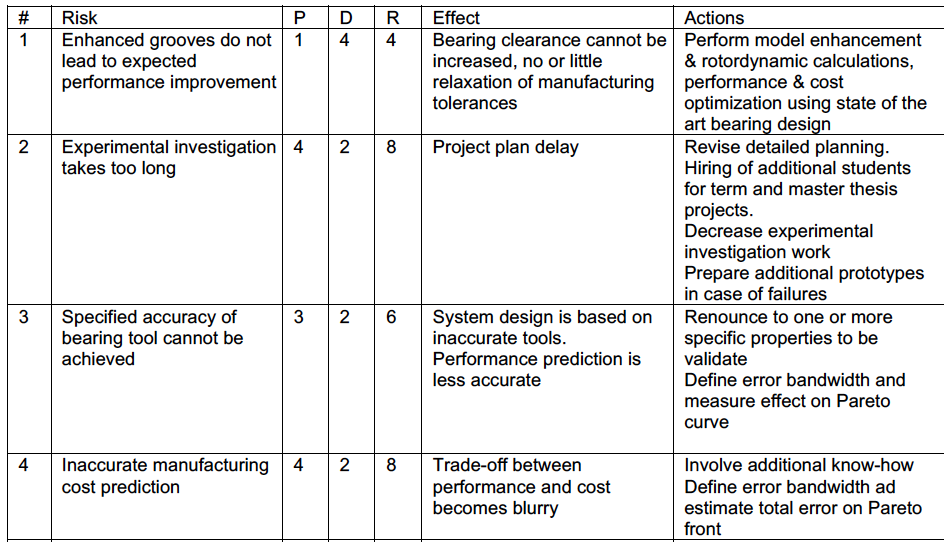 # Risk P D R Effect Actions
1 Enhanced grooves do not 1 4 4 Bearing clearance cannot be Perform model enhancement
lead to expected increased, no or little & rotordynamic calculations,
performance improvement relaxation of manufacturing performance & cost
tolerances optimization using state of the
art bearing design
2 Experimental investigation 4 2 8 Project plan delay Revise detailed planning.
takes too long Hiring of additional students
for term and master thesis
projects.
Decrease experimental
investigation work
Prepare additional prototypes
in case of failures
3 Specified accuracy of 3 2 6 System design is based on Renounce to one or more
bearing tool cannot be inaccurate tools. specific properties to be
achieved Performance prediction is validate
less accurate Define error bandwidth and
measure effect on Pareto
curve
4 Inaccurate manufacturing 4 2 8 Trade-off between Involve additional know-how
cost prediction performance and cost Define error bandwidth ad
becomes blurry estimate total error on Pareto
front